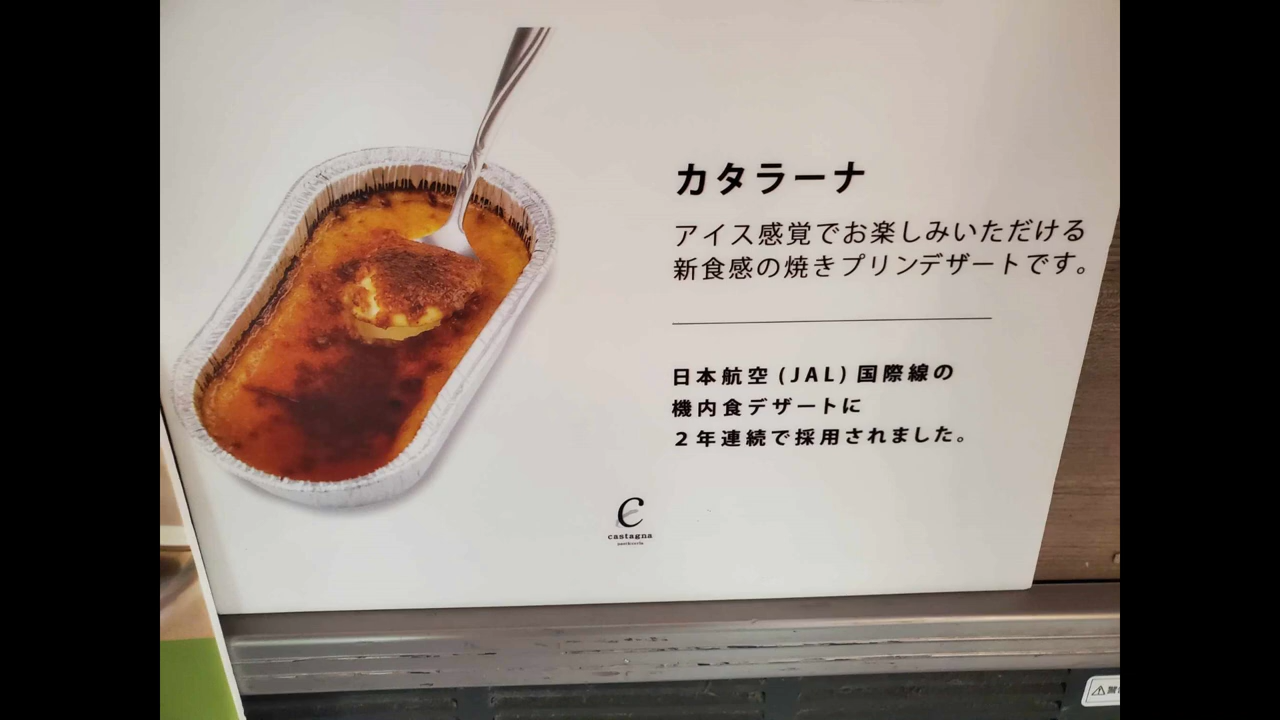 カタラーナ
アイス感覚でお楽しみいただける
新食感の焼きプリンデザートです。
日本航空(JAL)国際線の
機内食デザートに
2年連続で採用されました。
C
castagna